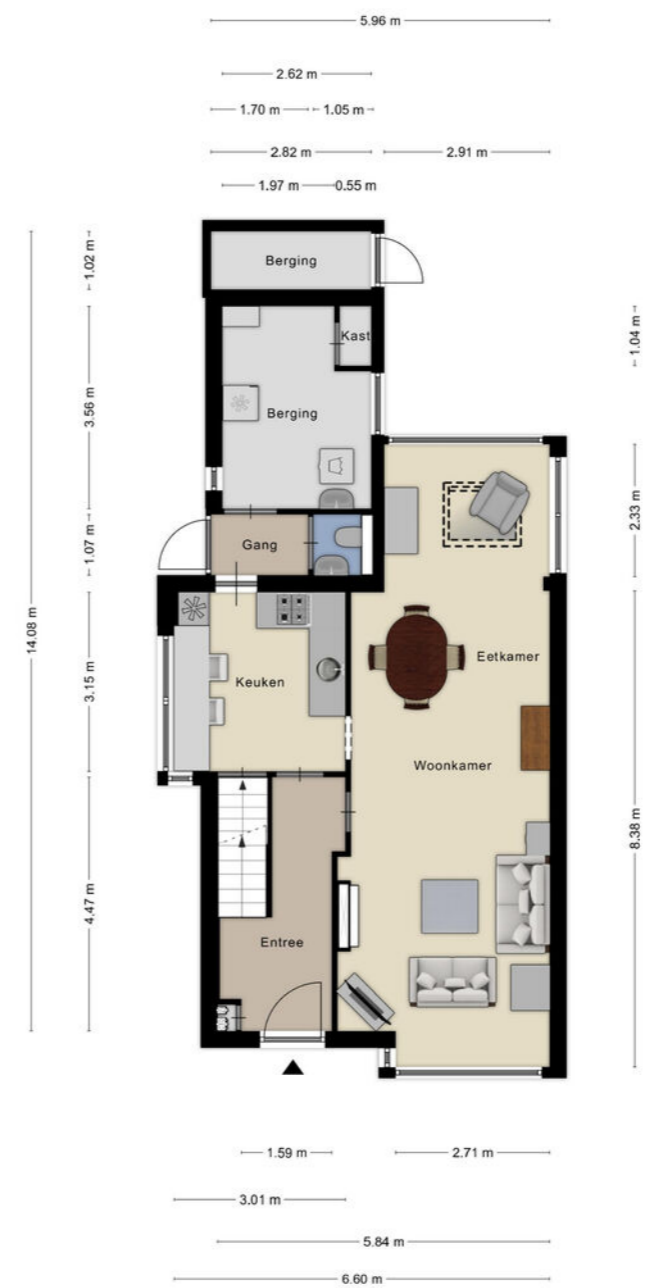 5.96 m
2.62 m
1.70 m
1.05 m
2.82 m
2.91 m
1.97 m
0.55 m
1.02 m
Berging
1.04 m
Kast
3.56 m
Berging
2.33 m
1.07 m
Gang
14.08 m
3.15 m
Keuken
Eetkamer
Woonkamer
8.38 m
4.47 m
Entree
1.59 m
2.71 m
3.01 m
5.84 m
6.60 m